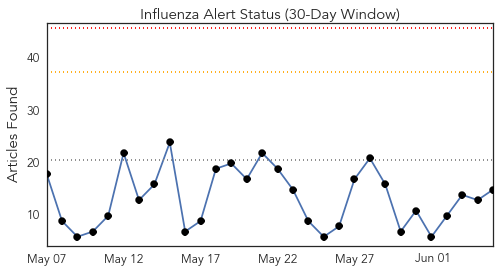 Influenza Alert Status (30-Day Window)
Articles Found
40
30
20
10
May 07
May 12
May 17
May 22
May 27
Jun 01